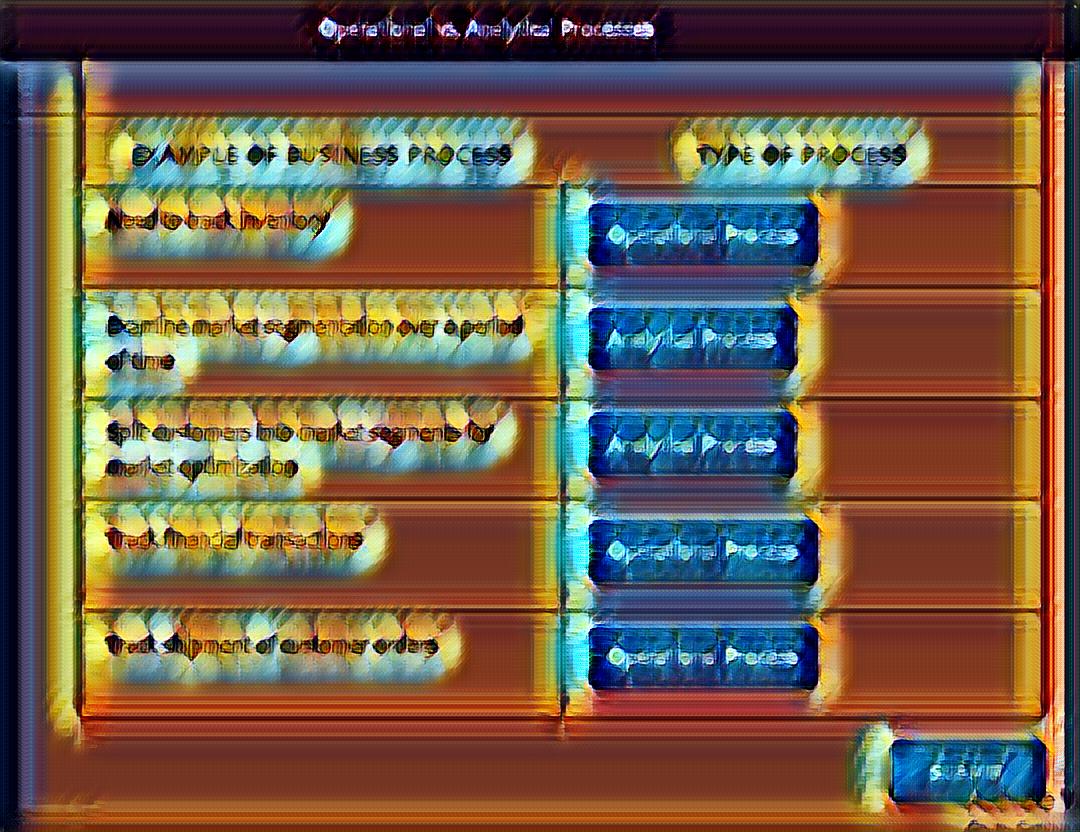 Operational vs. Analytical Processes
EXAMPLE OF BUSINESS PROCESS
TYPE OF PROCESS
Need to track inventory
Operational Process
Examine market segmentation over a period
of time
Analytical Process
Split customers into market segments for
market optimization
Analytical Process
Track financial transactions
Operational Process
Track shipment of customer orders
Operational Process
SUBMIT